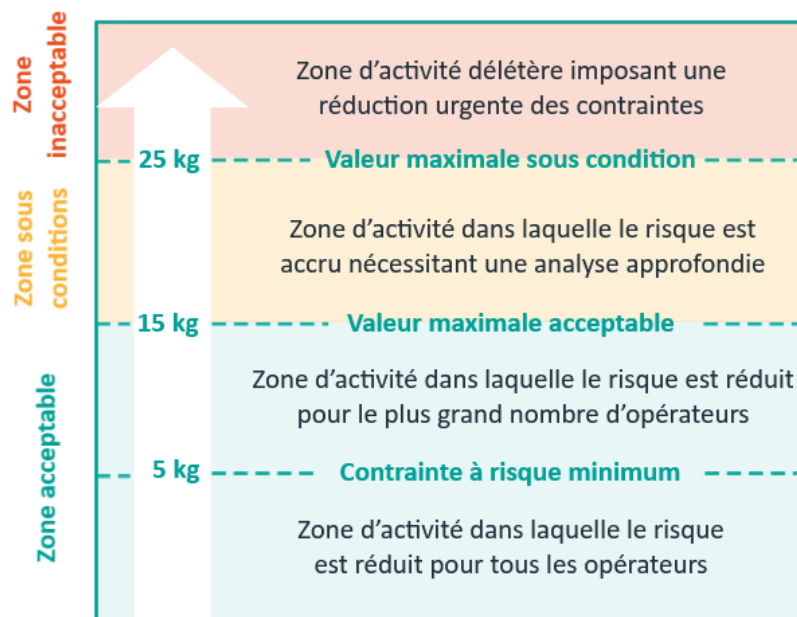 Zone
inacceptable
Zone d’activité délétère imposant une
réduction urgente des contraintes
25 kg
Valeur maximale sous condition
Zone sous
conditions
Zone d’activité dans laquelle le risque est
accru nécessitant une analyse approfondie
15 kg
Valeur maximale acceptable
Zone acceptable
Zone d’activité dans laquelle le risque est réduit
pour le plus grand nombre d’opérateurs
5 kg
Contrainte à risque minimum
Zone d’activité dans laquelle le risque
est réduit pour tous les opérateurs